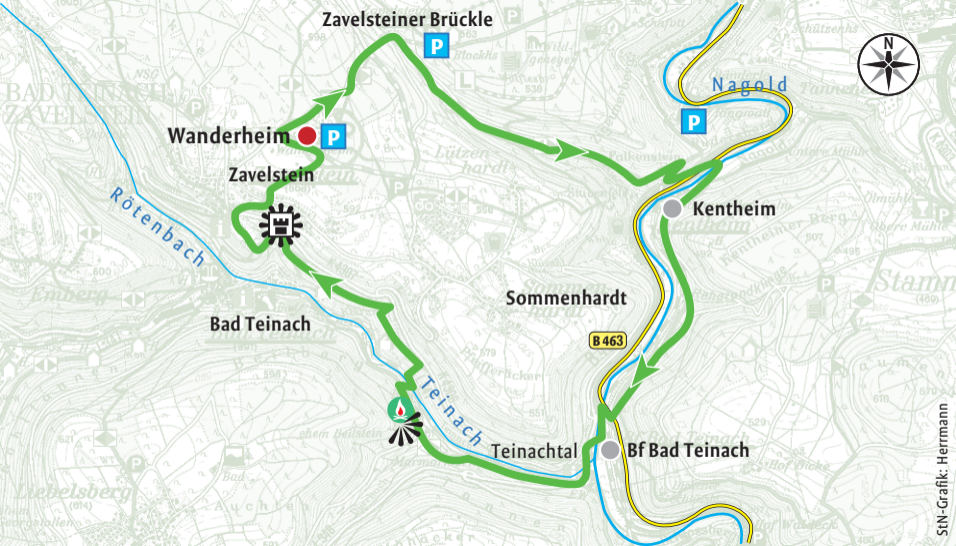 Zavelsteiner Brückle
P
N
Nagold
P
Wanderheim
P
Zavelstein
Kentheim
Rötenbach
Sommenhardt
Bad Teinach
B 463
Teinach
Teinachtal
Bf Bad Teinach
Liebelsberg
StN-Grafik: Herrmann